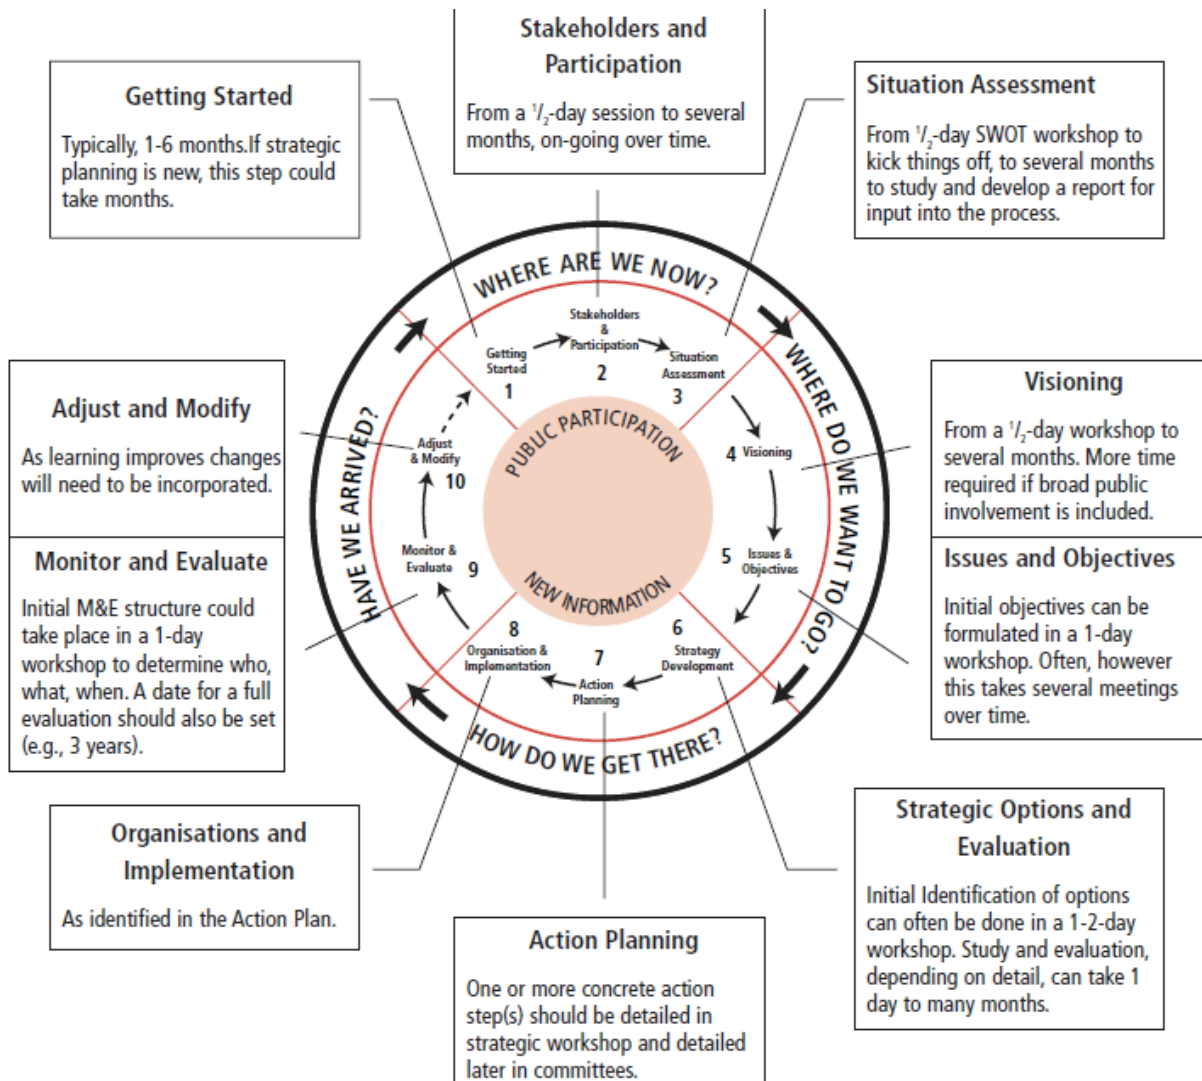 Stakeholders and
Participation
From a 1/2-day session to several
months, on-going over time.
Getting Started
Typically, 1-6 months.If strategic
planning is new, this step could
take months.
Situation Assessment
From 1/2-day SWOT workshop to
kick things off, to several months
to study and develop a report for
input into the process.
WHERE ARE WE NOW?
WHERE DO WE WANT TO GO?
HOW DO WE GET THERE?
HAVE WE ARRIVED?
Getting
Started
1
Stakeholders
&
Participation
2
Situation
Assessment
3
4 Visioning
5 Issues &
Objectives
6
Strategy
Development
7
Action
Planning
8
Organisation &
Implementation
Monitor &
Evaluate 9
Adjust
& Modify
10
PUBLIC PARTICIPATION
NEW INFORMATION
Adjust and Modify
As learning improves changes
will need to be incorporated.
Monitor and Evaluate
Initial M&E structure could
take place in a 1-day
workshop to determine who,
what, when. A date for a full
evaluation should also be set
(e.g., 3 years).
Visioning
From a 1/2-day workshop to
several months. More time
required if broad public
involvement is included.
Issues and Objectives
Initial objectives can be
formulated in a 1-day
workshop. Often, however
this takes several meetings
over time.
Organisations and
Implementation
As identified in the Action Plan.
Action Planning
One or more concrete action
step(s) should be detailed in
strategic workshop and detailed
later in committees.
Strategic Options and
Evaluation
Initial Identification of options
can often be done in a 1-2-day
workshop. Study and evaluation,
depending on detail, can take 1
day to many months.